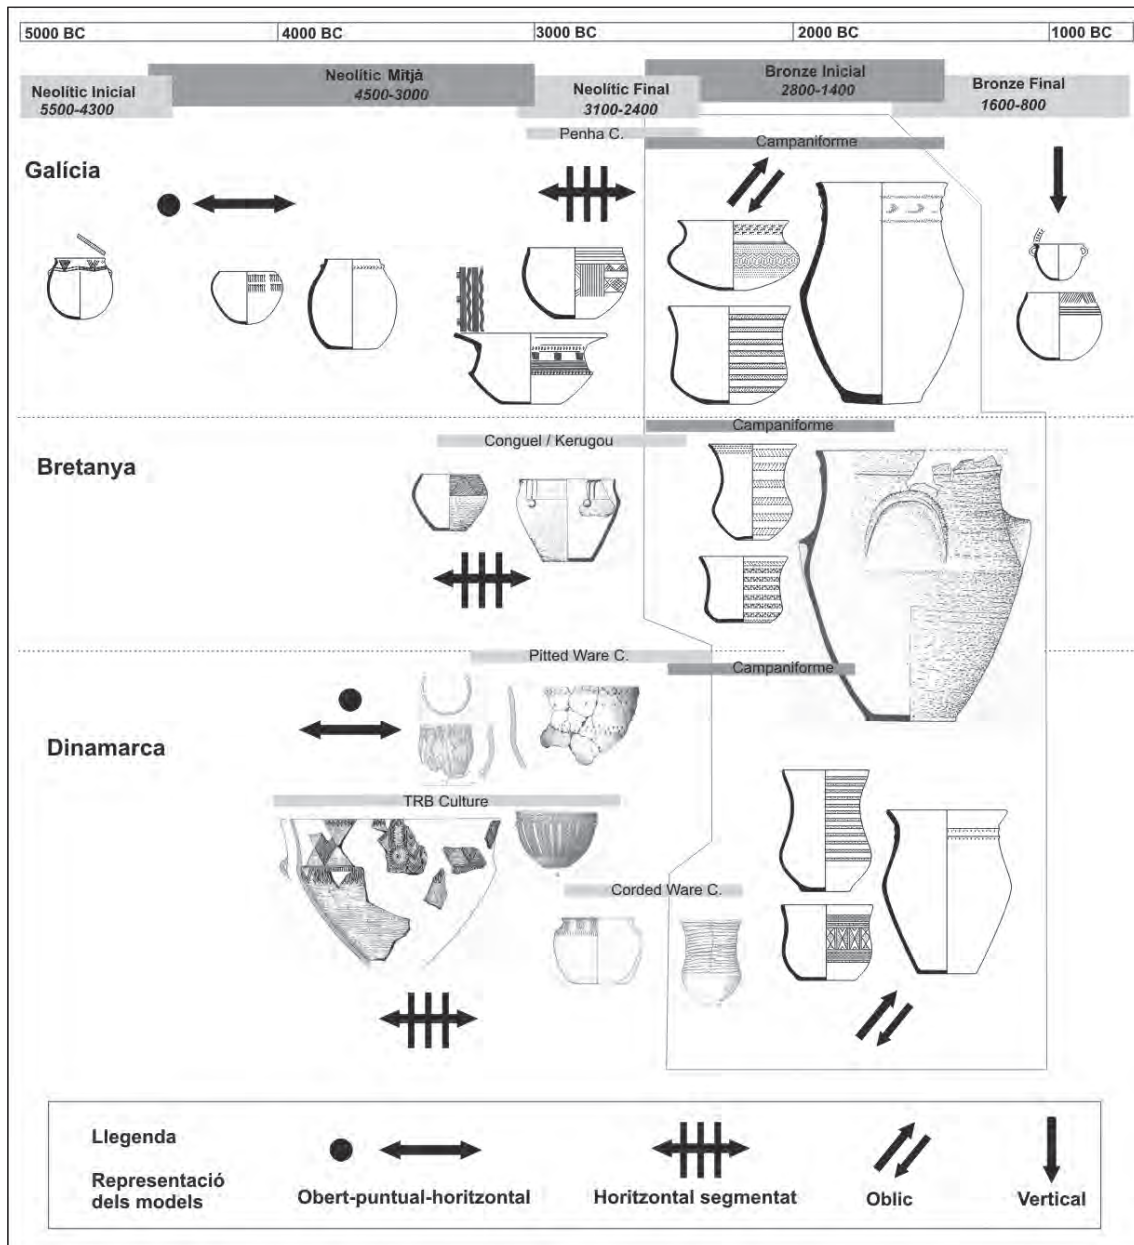 5000 BC 4000 BC 3000 BC 2000 BC 1000 BC
Neolític Inicial
5500-4300
Neolític Mitjà
4500-3000
Neolític Final
3100-2400
Bronze Inicial
2800-1400
Bronze Final
1600-800
Penha C.
Campaniforme
Galícia
Campaniforme
Conguel / Kerugou
Bretanya
Pitted Ware C.
Campaniforme
Dinamarca
TRB Culture
Corded Ware C.
Llegenda
Representació
dels models
Obert-puntual-horitzontal
Horitzontal segmentat
Oblic
Vertical